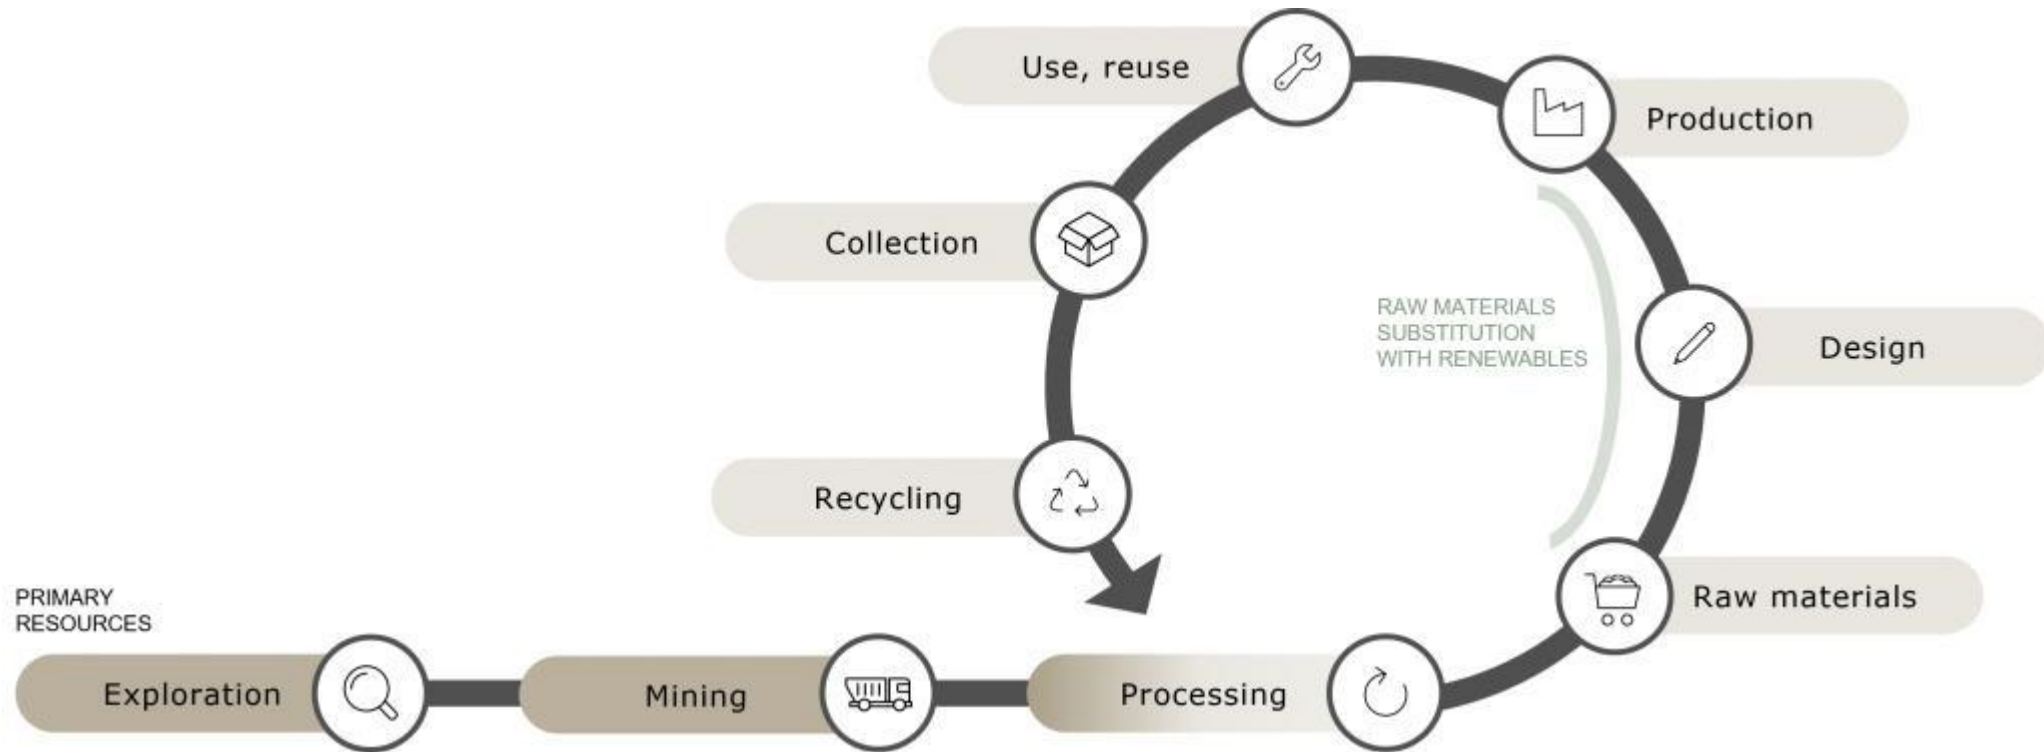 Use, reuse
Production
Collection
RAW MATERIALS
SUBSTITUTION
WITH RENEWABLES
Design
Recycling
PRIMARY
RESOURCES
Raw materials
Exploration
Mining
Processing